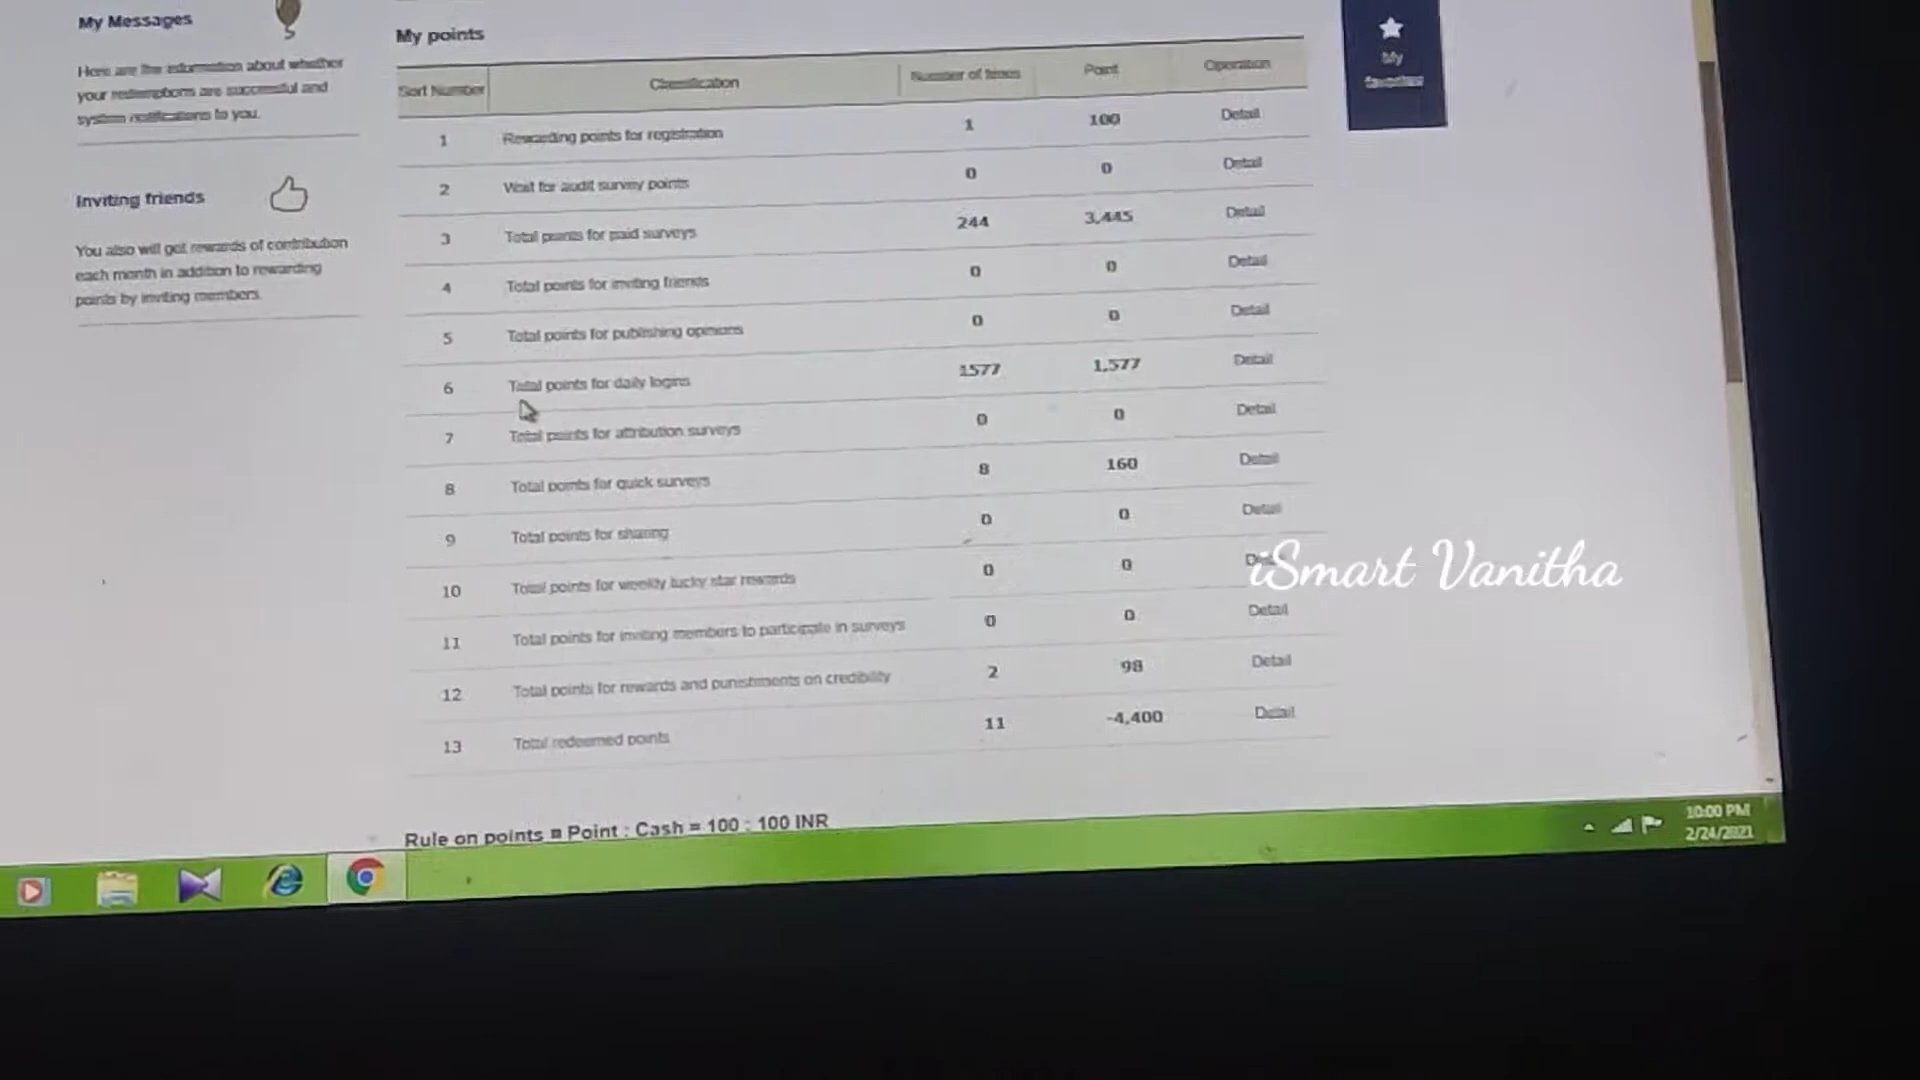 My Messages
Here are the information about whether
your redemptions are successful and
system notifications to you.
Inviting friends
You also will get rewards of contribution
each month in addition to rewarding
points by inviting members.
My points
Sort Number Classification Number of times Point Operation
1 Rewarding points for registration 1 100 Detail
2 Wait for audit survey points 0 0 Detail
3 Total points for paid surveys 244 3,445 Detail
4 Total points for inviting friends 0 0 Detail
5 Total points for publishing opinions 0 0 Detail
6 Total points for daily logins 1577 1,577 Detail
7 Total points for attribution surveys 0 0 Detail
8 Total points for quick surveys 8 160 Detail
9 Total points for sharing 0 0 Detail
10 Total points for weekly lucky star rewards 0 0
11 Total points for inviting members to participate in surveys 0 0 Detail
12 Total points for rewards and punishments on credibility 2 98 Detail
13 Total redeemed points 11 -4,400 Detail
Rule on points Point : Cash = 100 : 100 INR
My
iSmart Vanitha
10:00 PM
2/24/2021